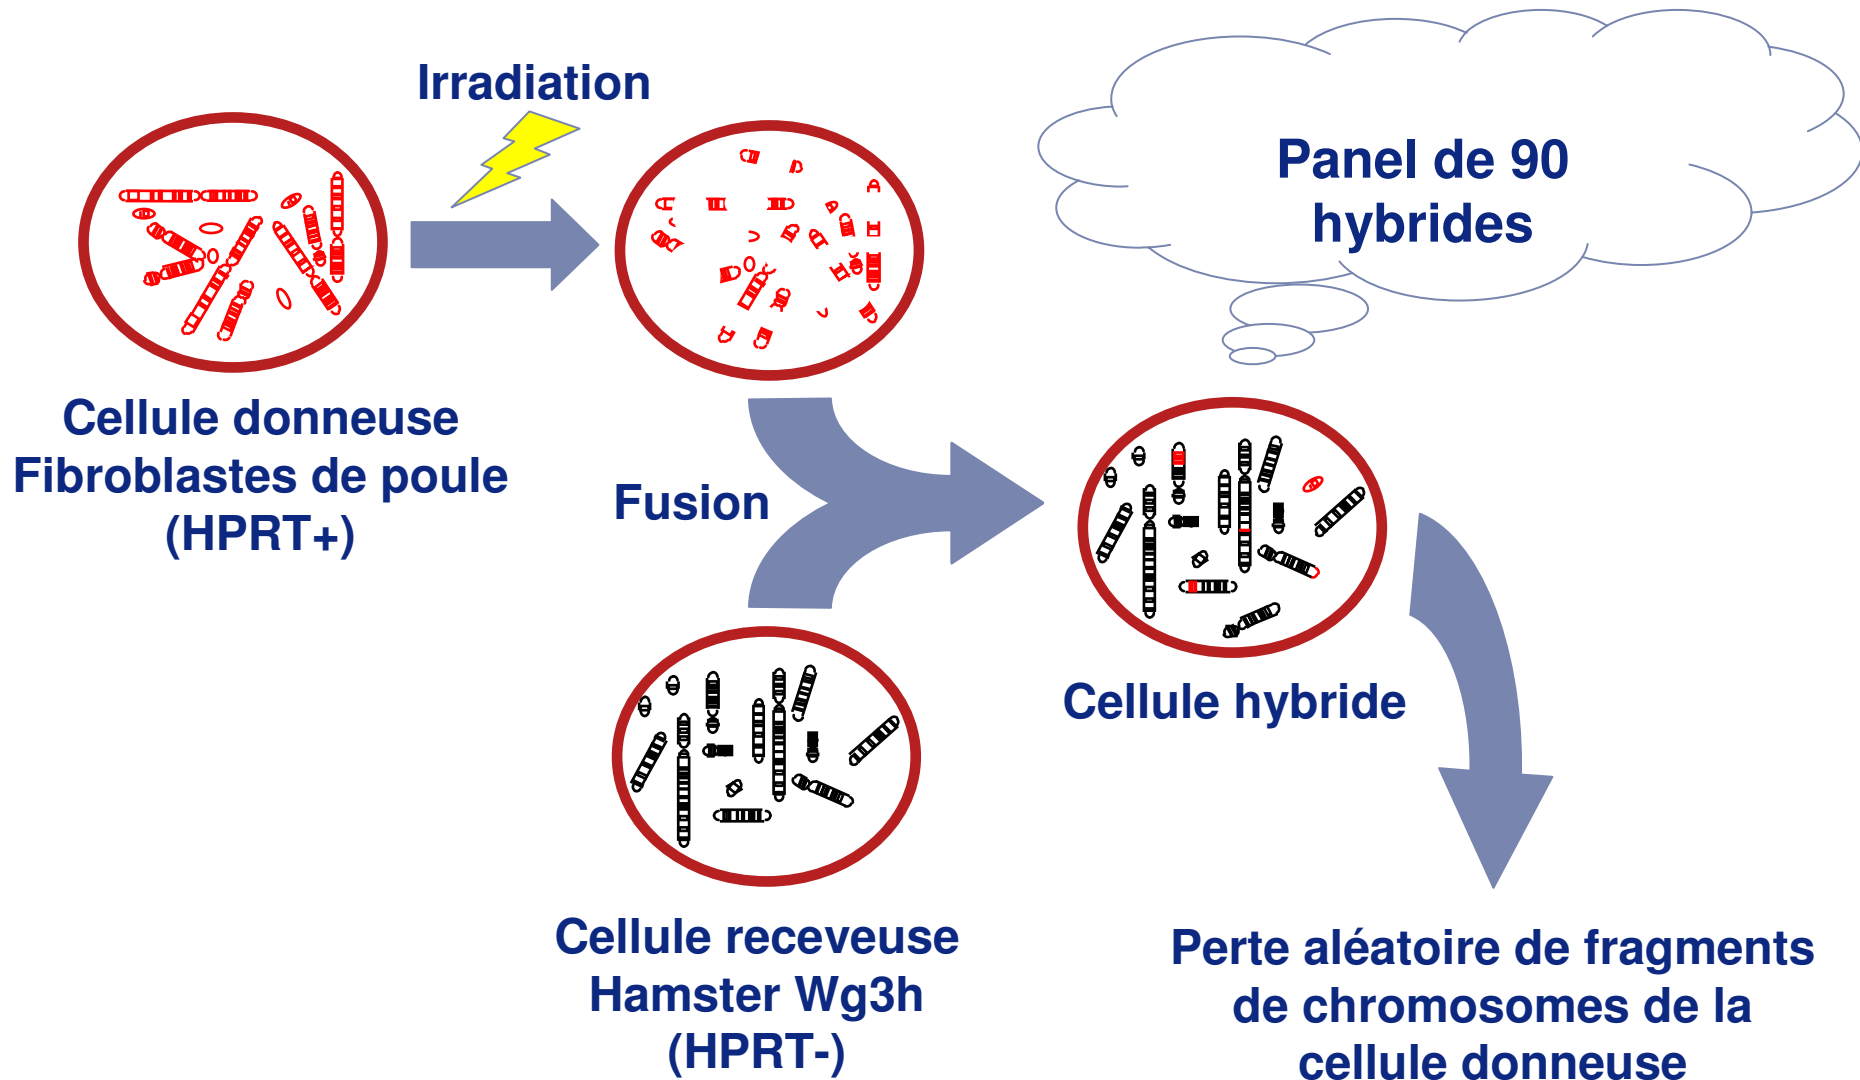 Irradiation
Panel de 90
hybrides
Cellule donneuse
Fibroblastes de poule
(HPRT+)
Fusion
Cellule hybride
Cellule receveuse
Hamster Wg3h
(HPRT-)
Perte aléatoire de fragments
de chromosomes de la
cellule donneuse